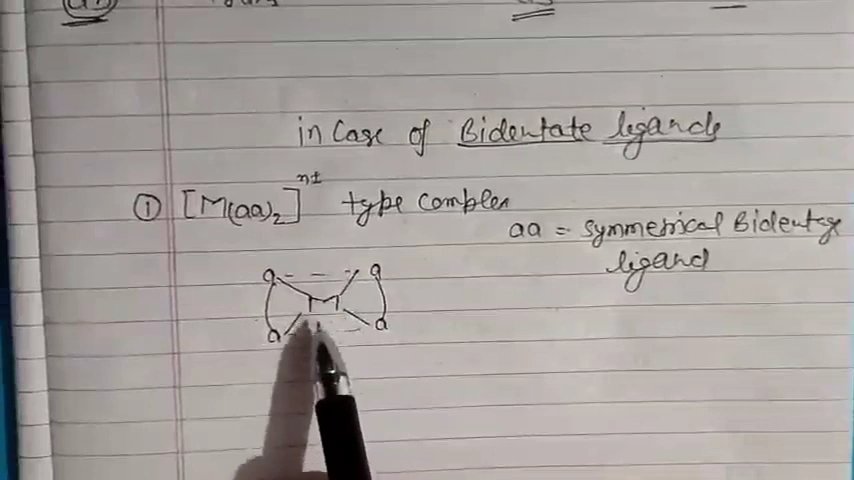 in Case of Bidentate ligands
① [M(aa)₂]ⁿ± type complex
aa = symmetrical Bidentate
ligand
a a
M
a a